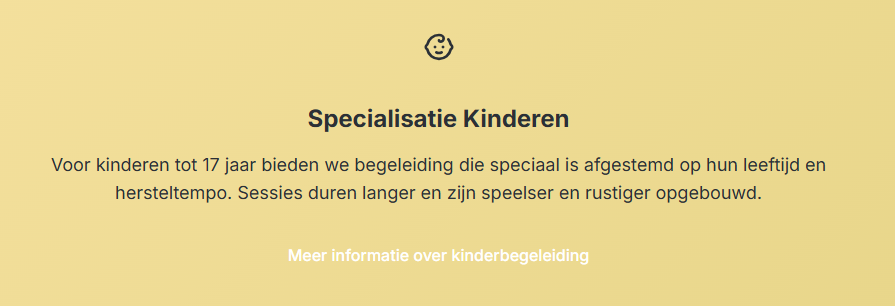 Specialisatie Kinderen
Voor kinderen tot 17 jaar bieden we begeleiding die speciaal is afgestemd op hun leeftijd en
hersteltempo. Sessies duren langer en zijn speelser en rustiger opgebouwd.
Meer informatie over kinderbegeleiding